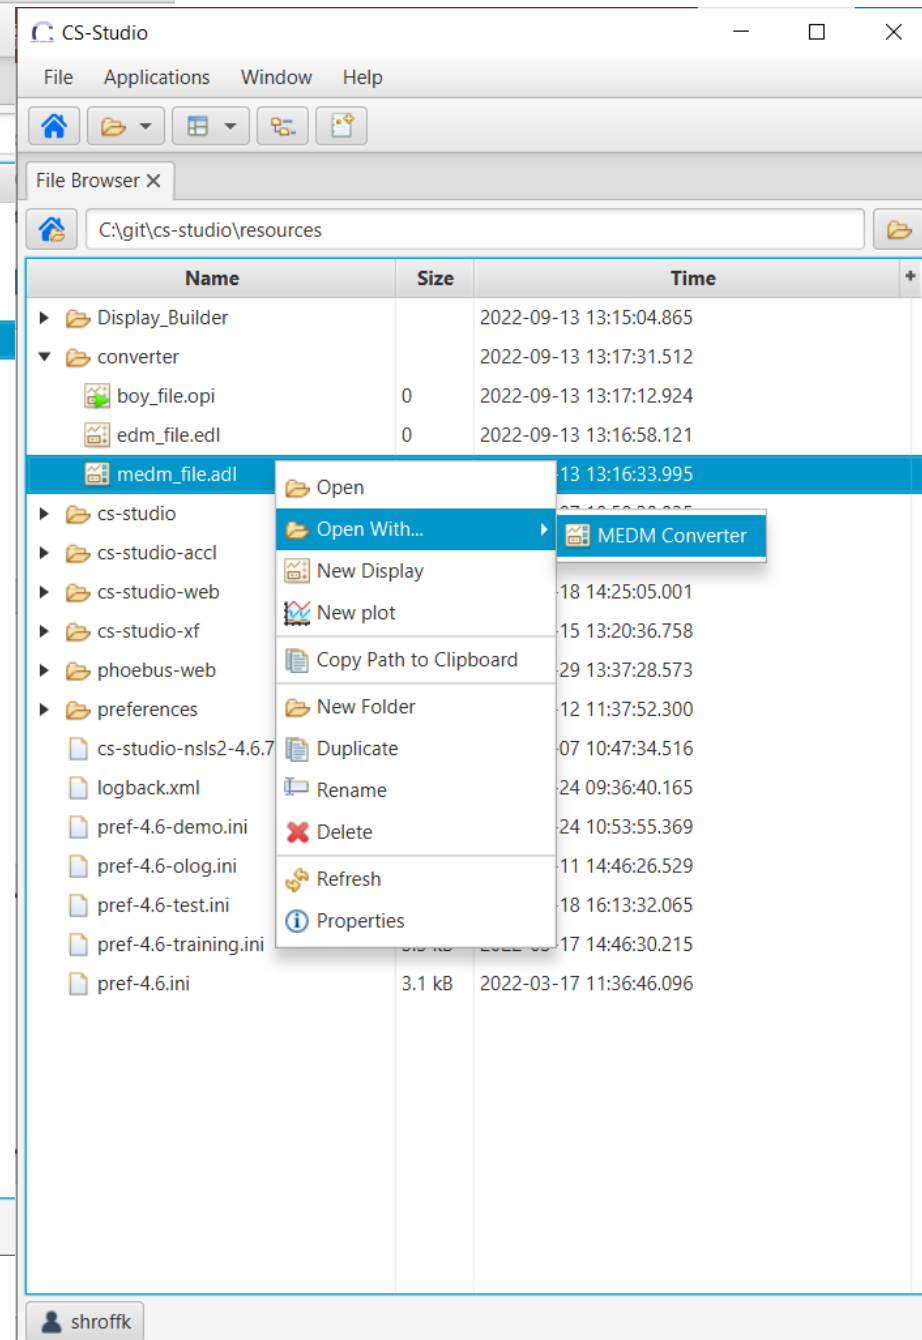 CS-Studio
File Applications Window Help
File Browser
C:\git\cs-studio\resources
Name Size Time +
Display_Builder 2022-09-13 13:15:04.865
converter 2022-09-13 13:17:31.512
boy_file.opi 0 2022-09-13 13:17:12.924
edm_file.edl 0 2022-09-13 13:16:58.121
medm_file.adl -13 13:16:33.995
Open
cs-studio
Open With... MEDM Converter
cs-studio-accl
New Display
cs-studio-web -18 14:25:05.001
New plot
cs-studio-xf -15 13:20:36.758
Copy Path to Clipboard
phoebus-web -29 13:37:28.573
New Folder
preferences -12 11:37:52.300
cs-studio-nsls2-4.6.7 Duplicate -07 10:47:34.516
logback.xml Rename -24 09:36:40.165
pref-4.6-demo.ini Delete -24 10:53:55.369
pref-4.6-olog.ini Refresh -11 14:46:26.529
pref-4.6-test.ini Properties -18 16:13:32.065
pref-4.6-training.ini -17 14:46:30.215
pref-4.6.ini 3.1 kB 2022-03-17 11:36:46.096
shroffk